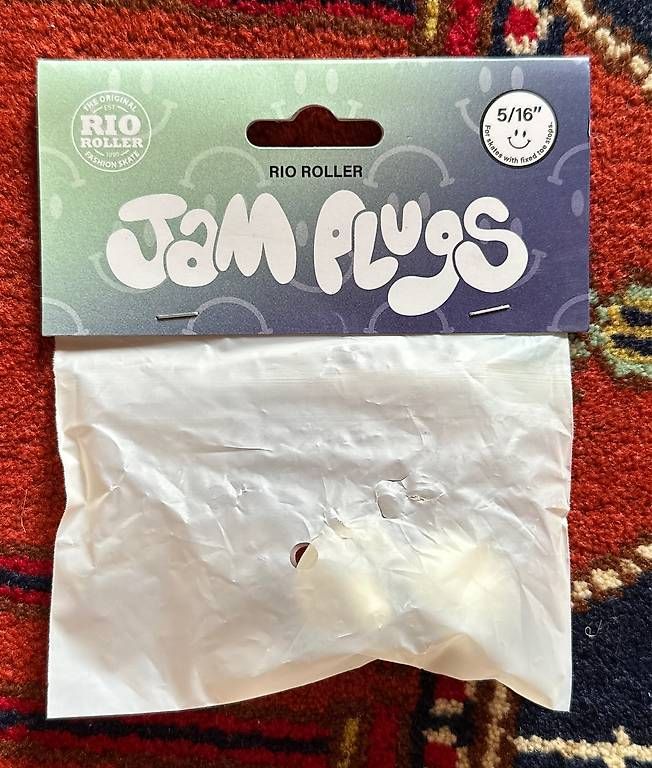 THE ORIGINAL
EST
RIO
ROLLER
FASHION SKATE
RIO ROLLER
5/16"
For skates with fixed toe stops.
JAM PLUGS